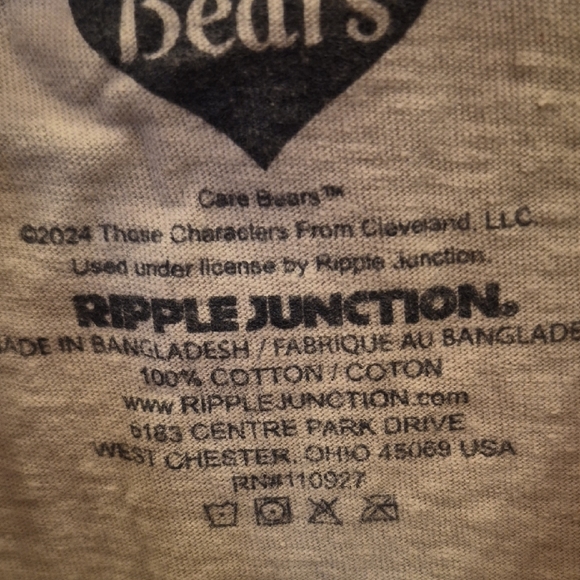 Bears
Care Bears™
©2024 Those Characters From Cleveland, LLC.
Used under license by Ripple Junction.
RIPPLE JUNCTION®
MADE IN BANGLADESH / FABRIQUE AU BANGLADE
100% COTTON / COTON
www.RIPPLEJUNCTION.com
6183 CENTRE PARK DRIVE
WEST CHESTER, OHIO 45069 USA
RN#110927